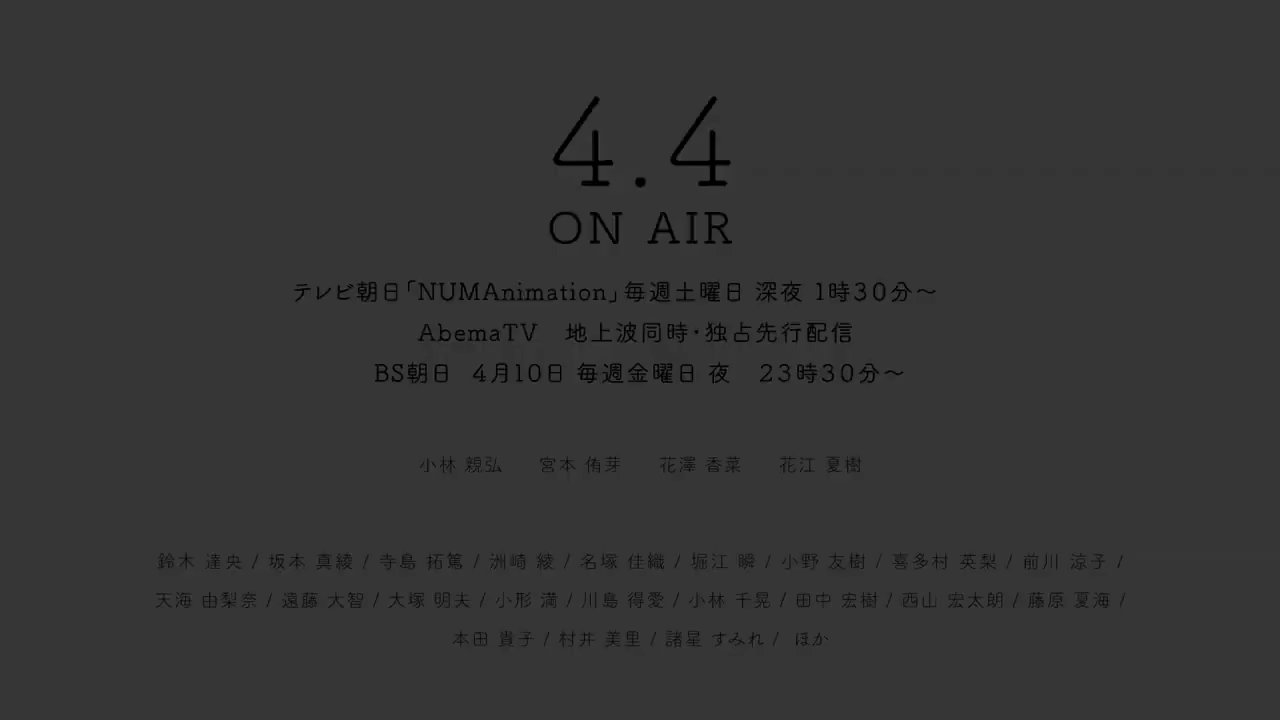 4.4
ON AIR
テレビ朝日「NUMAnimation」毎週土曜日 深夜 1時30分～
AbemaTV　地上波同時・独占先行配信
BS朝日　4月10日 毎週金曜日 夜　23時30分～
小林 親弘　宮本 侑芽　花澤 香菜　花江 夏樹
鈴木 達央 / 坂本 真綾 / 寺島 拓篤 / 洲崎 綾 / 名塚 佳織 / 堀江 瞬 / 小野 友樹 / 喜多村 英梨 / 前川 涼子 /
天海 由梨奈 / 遠藤 大智 / 大塚 明夫 / 小形 満 / 川島 得愛 / 小林 千晃 / 田中 宏樹 / 西山 宏太朗 / 藤原 夏海 /
本田 貴子 / 村井 美里 / 諸星 すみれ / ほか